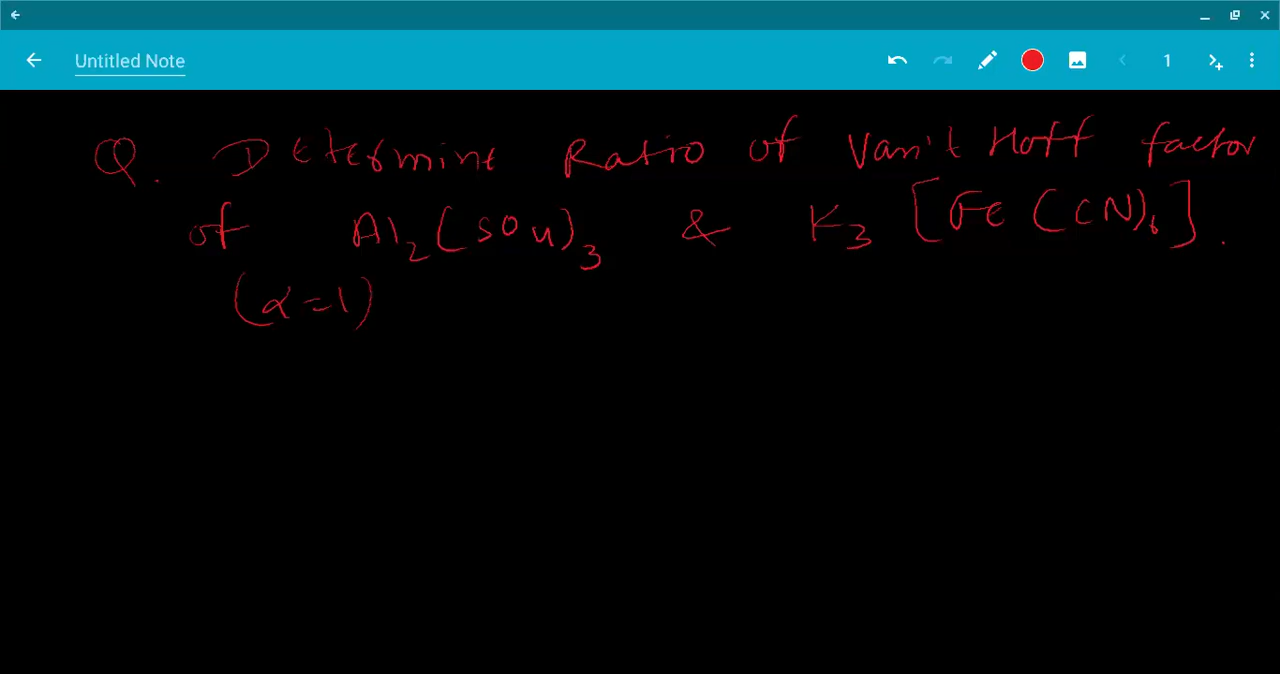 Untitled Note
1
Q. Determine Ratio of Van't Hoff factor
of Al2(SO4)3 & K3[Fe(CN)6].
(α=1)